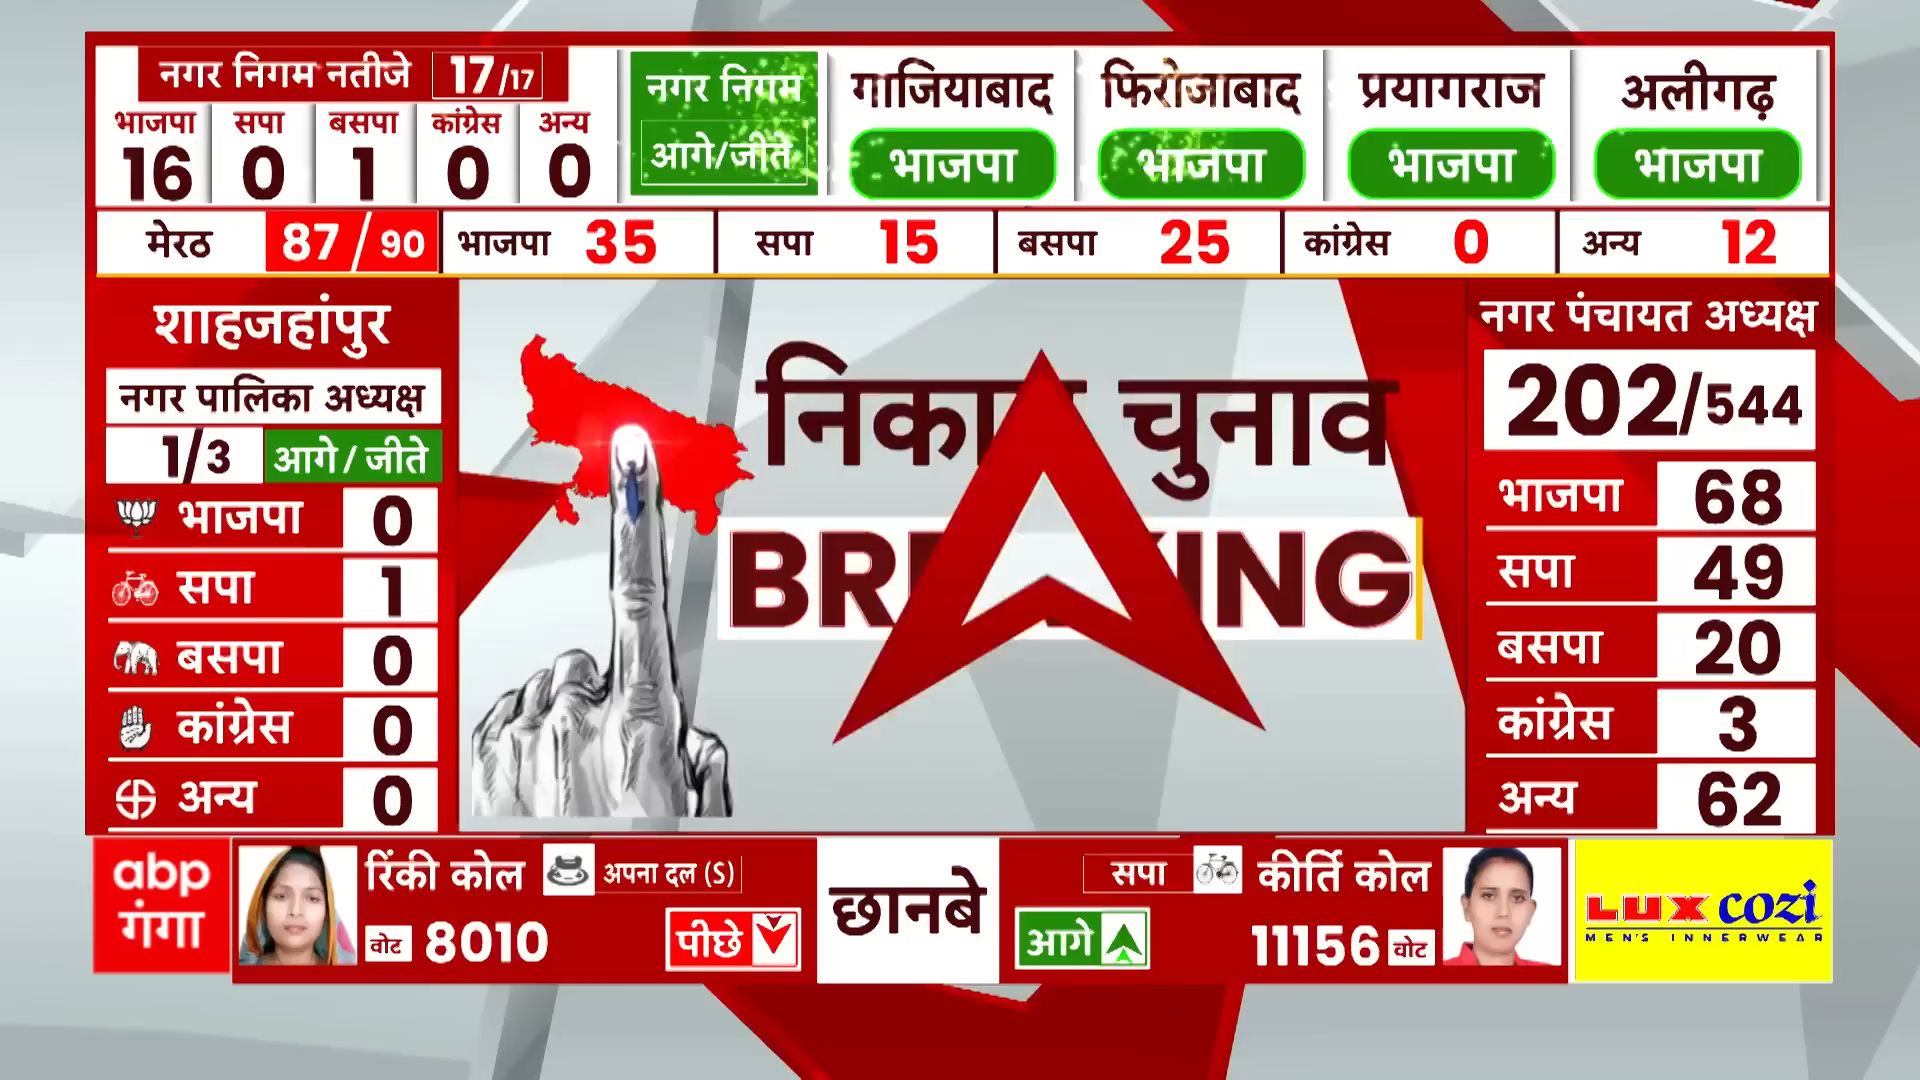 नगर निगम नतीजे 17/17
भाजपा सपा बसपा कांग्रेस अन्य
16 0 1 0 0
नगर निगम
आगे/जीते
गाजियाबाद फिरोजाबाद प्रयागराज अलीगढ़
भाजपा भाजपा भाजपा भाजपा
मेरठ 87/90 भाजपा 35 सपा 15 बसपा 25 कांग्रेस 0 अन्य 12
शाहजहांपुर
नगर पालिका अध्यक्ष
1/3 आगे/जीते
भाजपा 0
सपा 1
बसपा 0
कांग्रेस 0
अन्य 0
चुनाव
नगर पंचायत अध्यक्ष
202/544
भाजपा 68
सपा 49
बसपा 20
कांग्रेस 3
अन्य 62
abp
गंगा
रिंकी कोल अपना दल (S)
वोट 8010 पीछे
छानबे
सपा कीर्ति कोल
आगे 11156 वोट
LUX cozi
MEN'S INNERWEAR